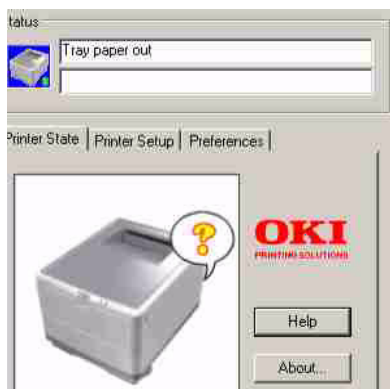 tatus
Tray paper out
Printer State | Printer Setup | Preferences
?
OKI
PRINTING SOLUTIONS
Help
About...